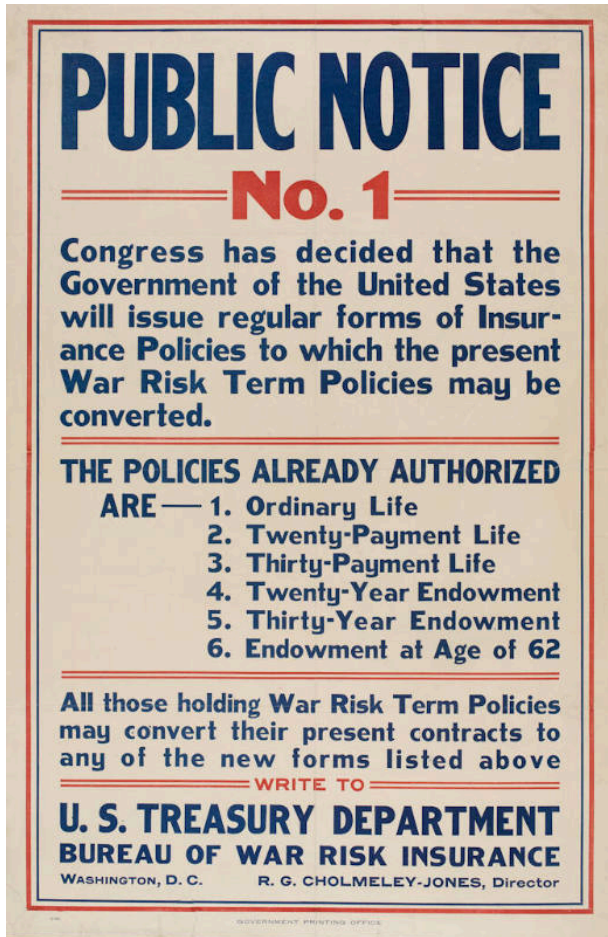 PUBLIC NOTICE
No. 1
Congress has decided that the
Government of the United States
will issue regular forms of Insur-
ance Policies to which the present
War Risk Term Policies may be
converted.
THE POLICIES ALREADY AUTHORIZED
ARE — 1. Ordinary Life
2. Twenty-Payment Life
3. Thirty-Payment Life
4. Twenty-Year Endowment
5. Thirty-Year Endowment
6. Endowment at Age of 62
All those holding War Risk Term Policies
may convert their present contracts to
any of the new forms listed above
WRITE TO
U. S. TREASURY DEPARTMENT
BUREAU OF WAR RISK INSURANCE
WASHINGTON, D. C. R. G. CHOLMELEY-JONES, Director
GOVERNMENT PRINTING OFFICE